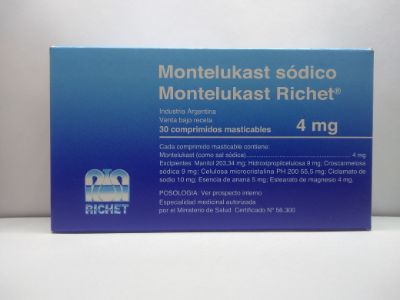 Montelukast sódico
Montelukast Richet®
Industria Argentina
Venta bajo receta
30 comprimidos masticables 4 mg
Cada comprimido masticable contiene:
Montelukast (como sal sódica) ........................................ 4 mg
Excipientes: Manitol 203,34 mg; Hidroxipropilcelulosa 9 mg; Croscarmelosa
sódica 9 mg; Celulosa microcristalina PH 200 55,5 mg; Ciclamato de
sodio 10 mg; Esencia de ananá 5 mg; Estearato de magnesio 4 mg.
POSOLOGIA: Ver prospecto interno
Especialidad medicinal autorizada
por el Ministerio de Salud. Certificado N° 56.300
RICHET